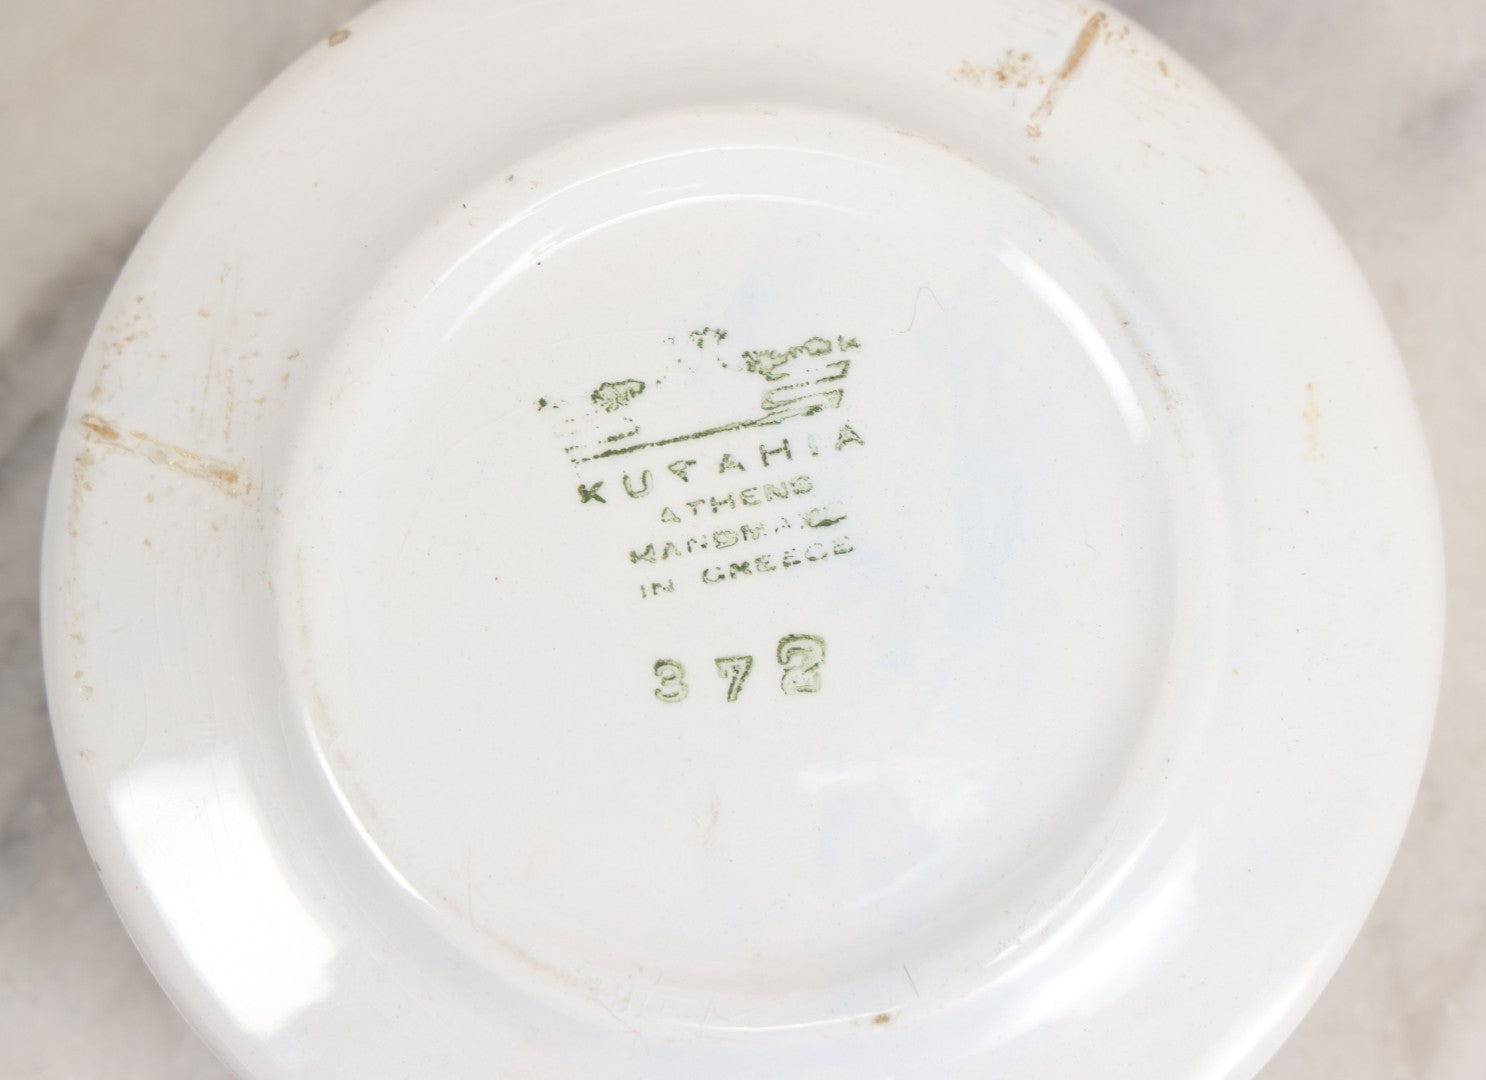 KUTAHIA
ATHENS
HANDMADE
IN GREECE
372